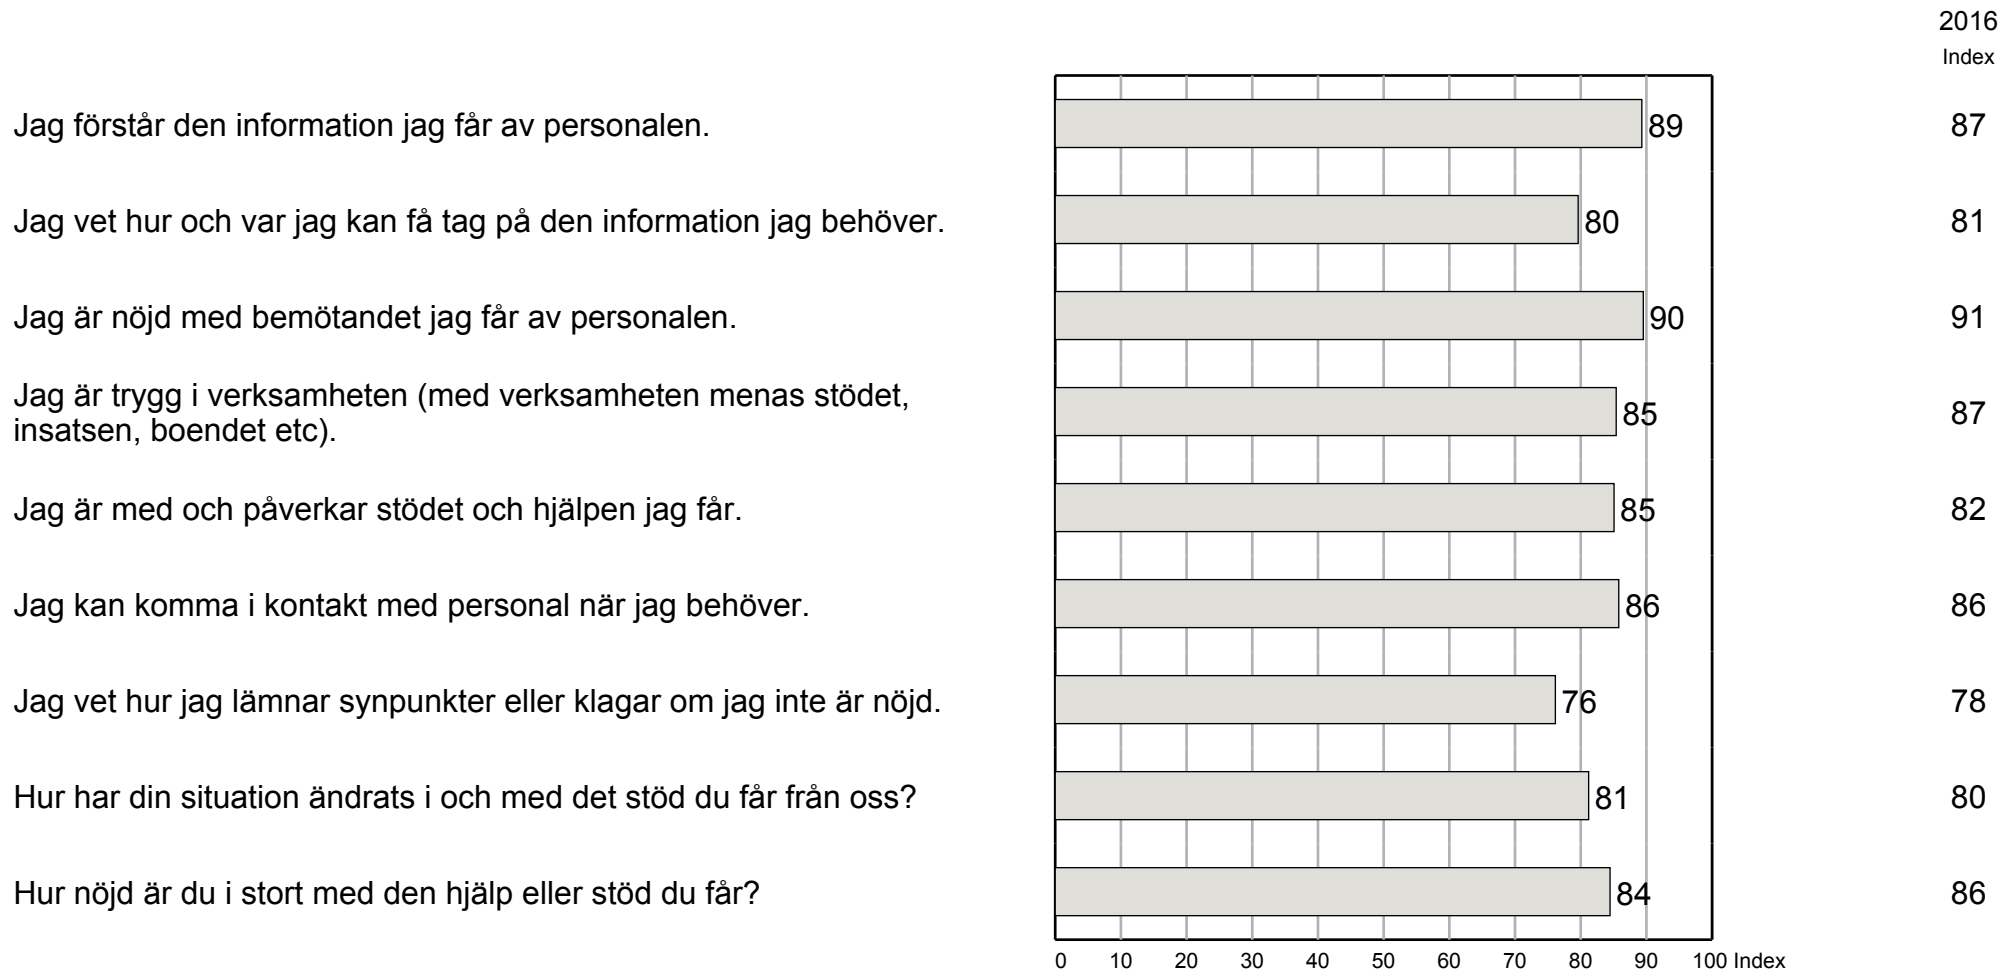 2016
Index
Jag förstår den information jag får av personalen. 89 87
Jag vet hur och var jag kan få tag på den information jag behöver. 80 81
Jag är nöjd med bemötandet jag får av personalen. 90 91
Jag är trygg i verksamheten (med verksamheten menas stödet,
insatsen, boendet etc). 85 87
Jag är med och påverkar stödet och hjälpen jag får. 85 82
Jag kan komma i kontakt med personal när jag behöver. 86 86
Jag vet hur jag lämnar synpunkter eller klagar om jag inte är nöjd. 76 78
Hur har din situation ändrats i och med det stöd du får från oss? 81 80
Hur nöjd är du i stort med den hjälp eller stöd du får? 84 86
0 10 20 30 40 50 60 70 80 90 100 Index